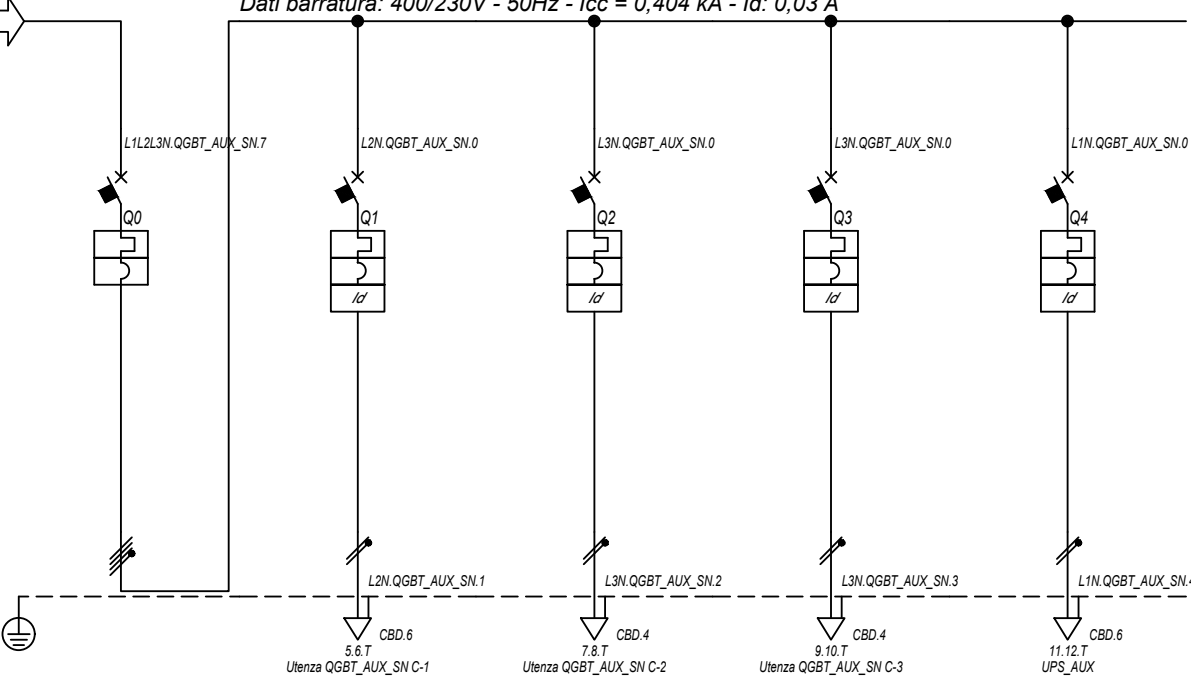 Dati barratura: 400/230V - 50Hz - Icc = 0,404 kA - Id: 0,03 A
L1L2L3N.QGBT_AUX_SN.7
L2N.QGBT_AUX_SN.0
L3N.QGBT_AUX_SN.0
L3N.QGBT_AUX_SN.0
L1N.QGBT_AUX_SN.0
Q0
Q1
Q2
Q3
Q4
Id
Id
Id
Id
L2N.QGBT_AUX_SN.1
L3N.QGBT_AUX_SN.2
L3N.QGBT_AUX_SN.3
L1N.QGBT_AUX_SN.4
CBD.6
CBD.4
CBD.4
CBD.6
5.6.T
7.8.T
9.10.T
11.12.T
Utenza QGBT_AUX_SN C-1
Utenza QGBT_AUX_SN C-2
Utenza QGBT_AUX_SN C-3
UPS_AUX